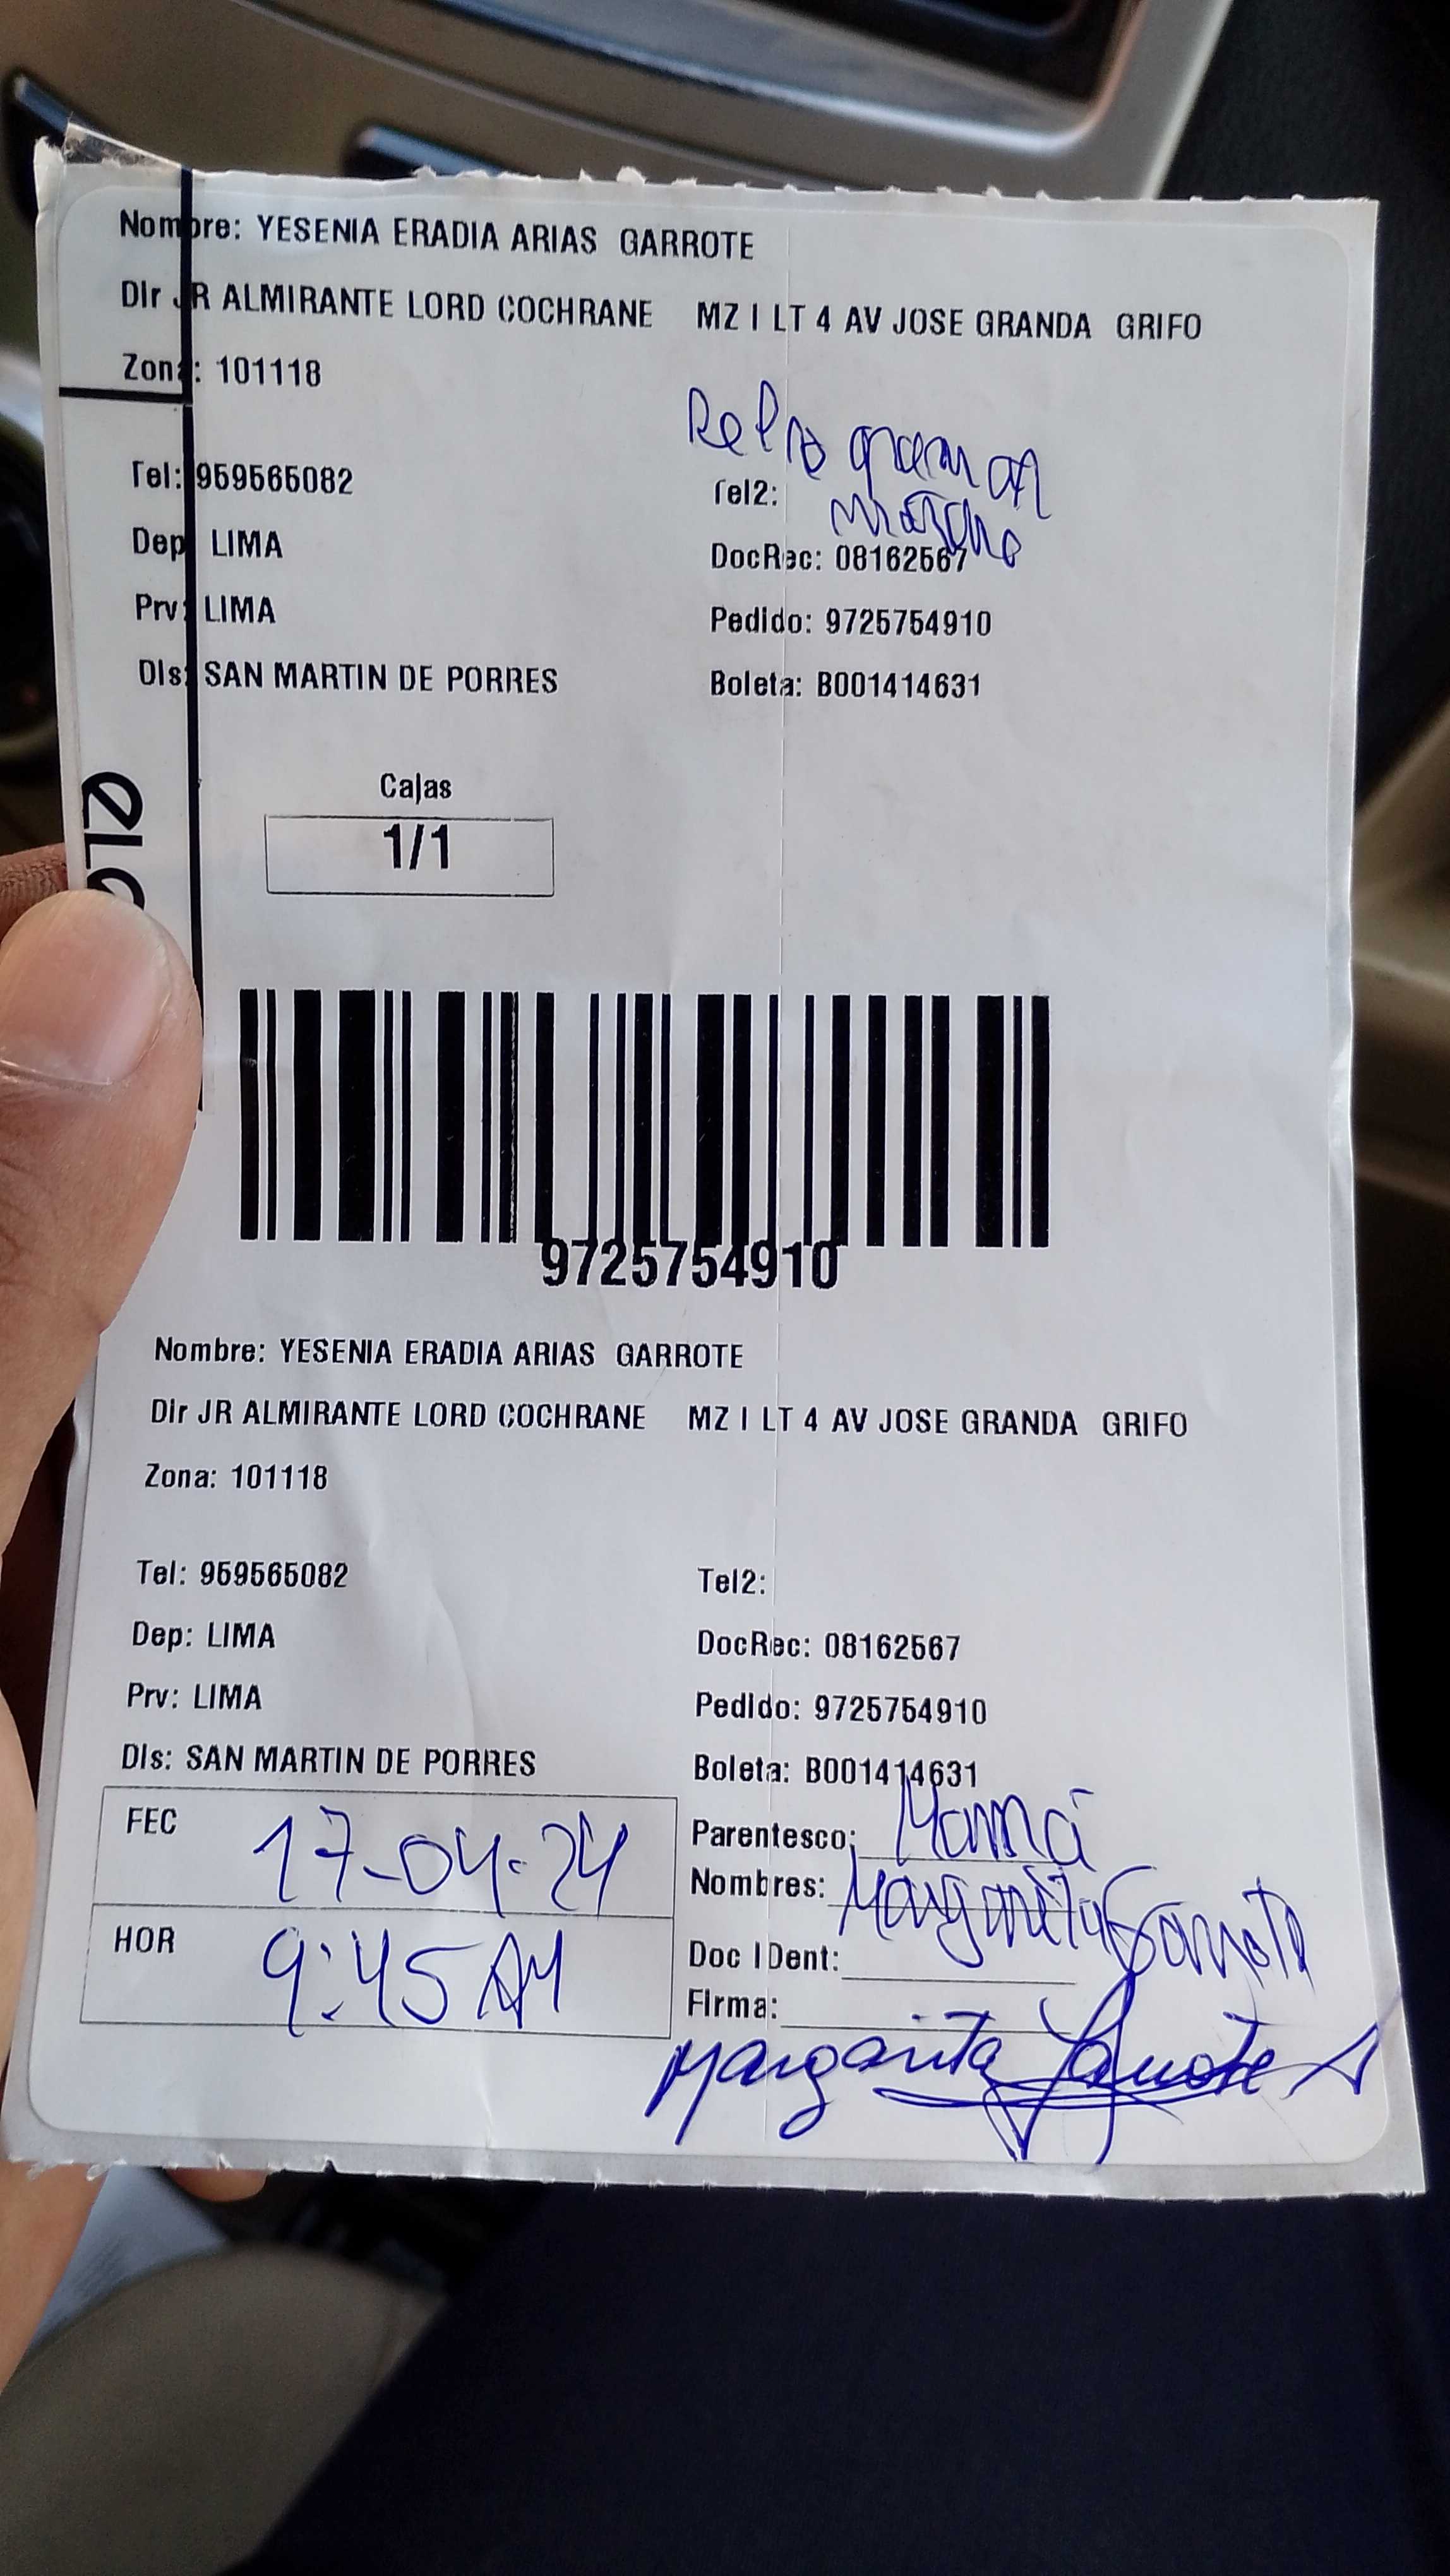 Nombre: YESENIA ERADIA ARIAS GARROTE
Dir JR ALMIRANTE LORD COCHRANE MZ I LT 4 AV JOSE GRANDA GRIFO
Zona: 101118
Tel: 959565082
Tel2:
Dep LIMA
DocRec: 08162567
Prv: LIMA
Pedido: 9725754910
Dis: SAN MARTIN DE PORRES
Boleta: B001414631
Cajas
1/1
9725754910
Nombre: YESENIA ERADIA ARIAS GARROTE
Dir JR ALMIRANTE LORD COCHRANE MZ I LT 4 AV JOSE GRANDA GRIFO
Zona: 101118
Tel: 959565082 Tel2:
Dep: LIMA
DocRec: 08162567
Prv: LIMA
Pedido: 9725754910
Dis: SAN MARTIN DE PORRES
Boleta: B001414631
FEC 17-04-24
Parentesco: Mamá
Nombres: Margarita Garrote
HOR 9:45 AM
Doc IDent:
Firma:
Margarita Garrote